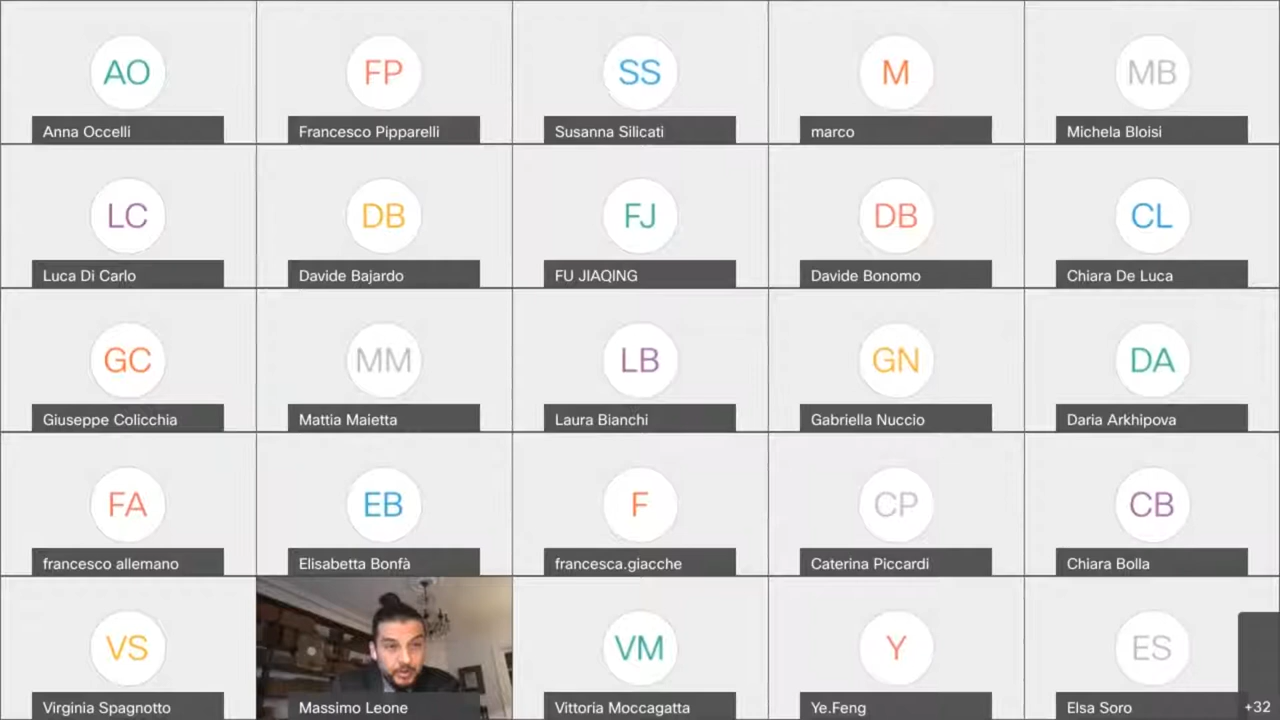 AO
FP
SS
M
MB
Anna Occelli
Francesco Pipparelli
Susanna Silicati
marco
Michela Bloisi
LC
DB
FJ
DB
CL
Luca Di Carlo
Davide Bajardo
FU JIAQING
Davide Bonomo
Chiara De Luca
GC
MM
LB
GN
DA
Giuseppe Colicchia
Mattia Maietta
Laura Bianchi
Gabriella Nuccio
Daria Arkhipova
FA
EB
F
CP
CB
francesco allemano
Elisabetta Bonfà
francesca.giacche
Caterina Piccardi
Chiara Bolla
VS
VM
Y
ES
Virginia Spagnotto
Massimo Leone
Vittoria Moccagatta
Ye.Feng
Elsa Soro
+32